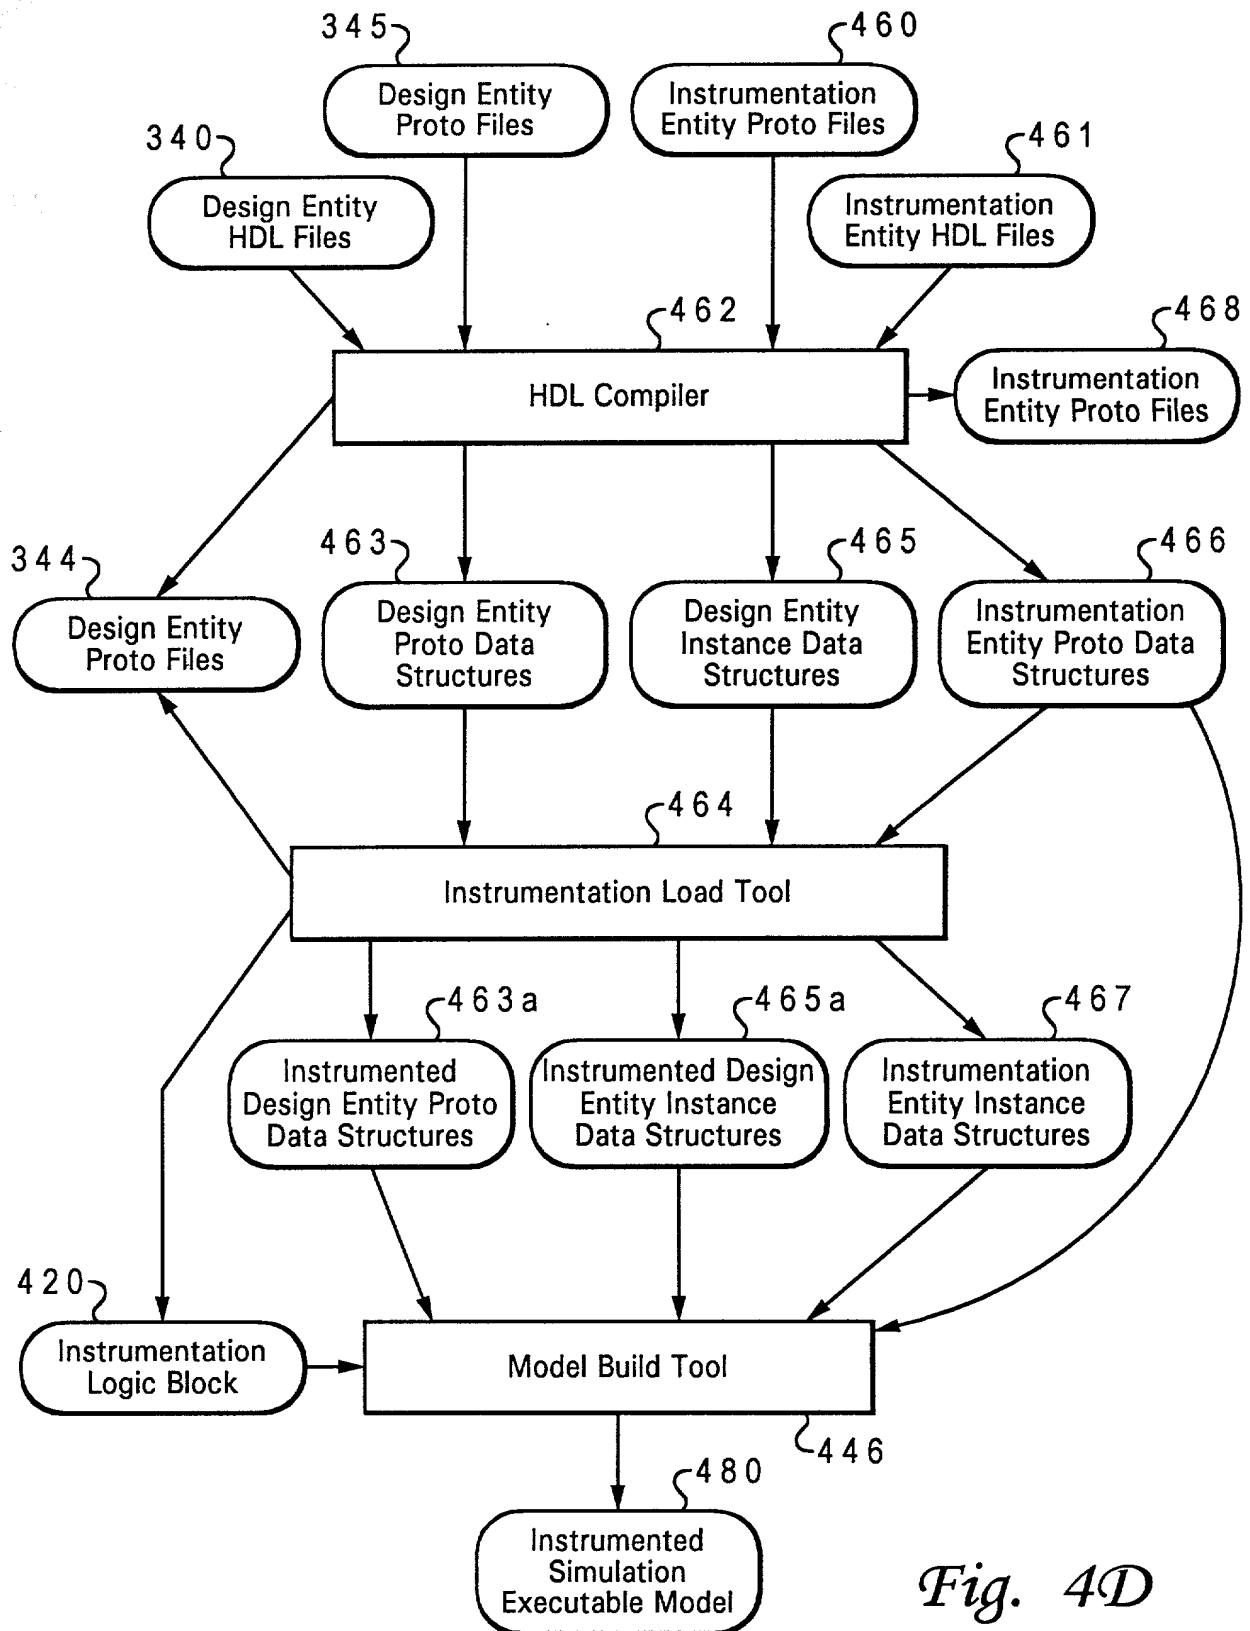 345
460
Design Entity
Proto Files
Instrumentation
Entity Proto Files
340
461
Design Entity
HDL Files
Instrumentation
Entity HDL Files
462
468
HDL Compiler
Instrumentation
Entity Proto Files
463
465
466
344
Design Entity
Proto Files
Design Entity
Proto Data
Structures
Design Entity
Instance Data
Structures
Instrumentation
Entity Proto Data
Structures
464
Instrumentation Load Tool
463a
465a
467
Instrumented
Design Entity Proto
Data Structures
Instrumented Design
Entity Instance
Data Structures
Instrumentation
Entity Instance
Data Structures
420
Instrumentation
Logic Block
Model Build Tool
446
480
Instrumented
Simulation
Executable Model
Fig. 4D